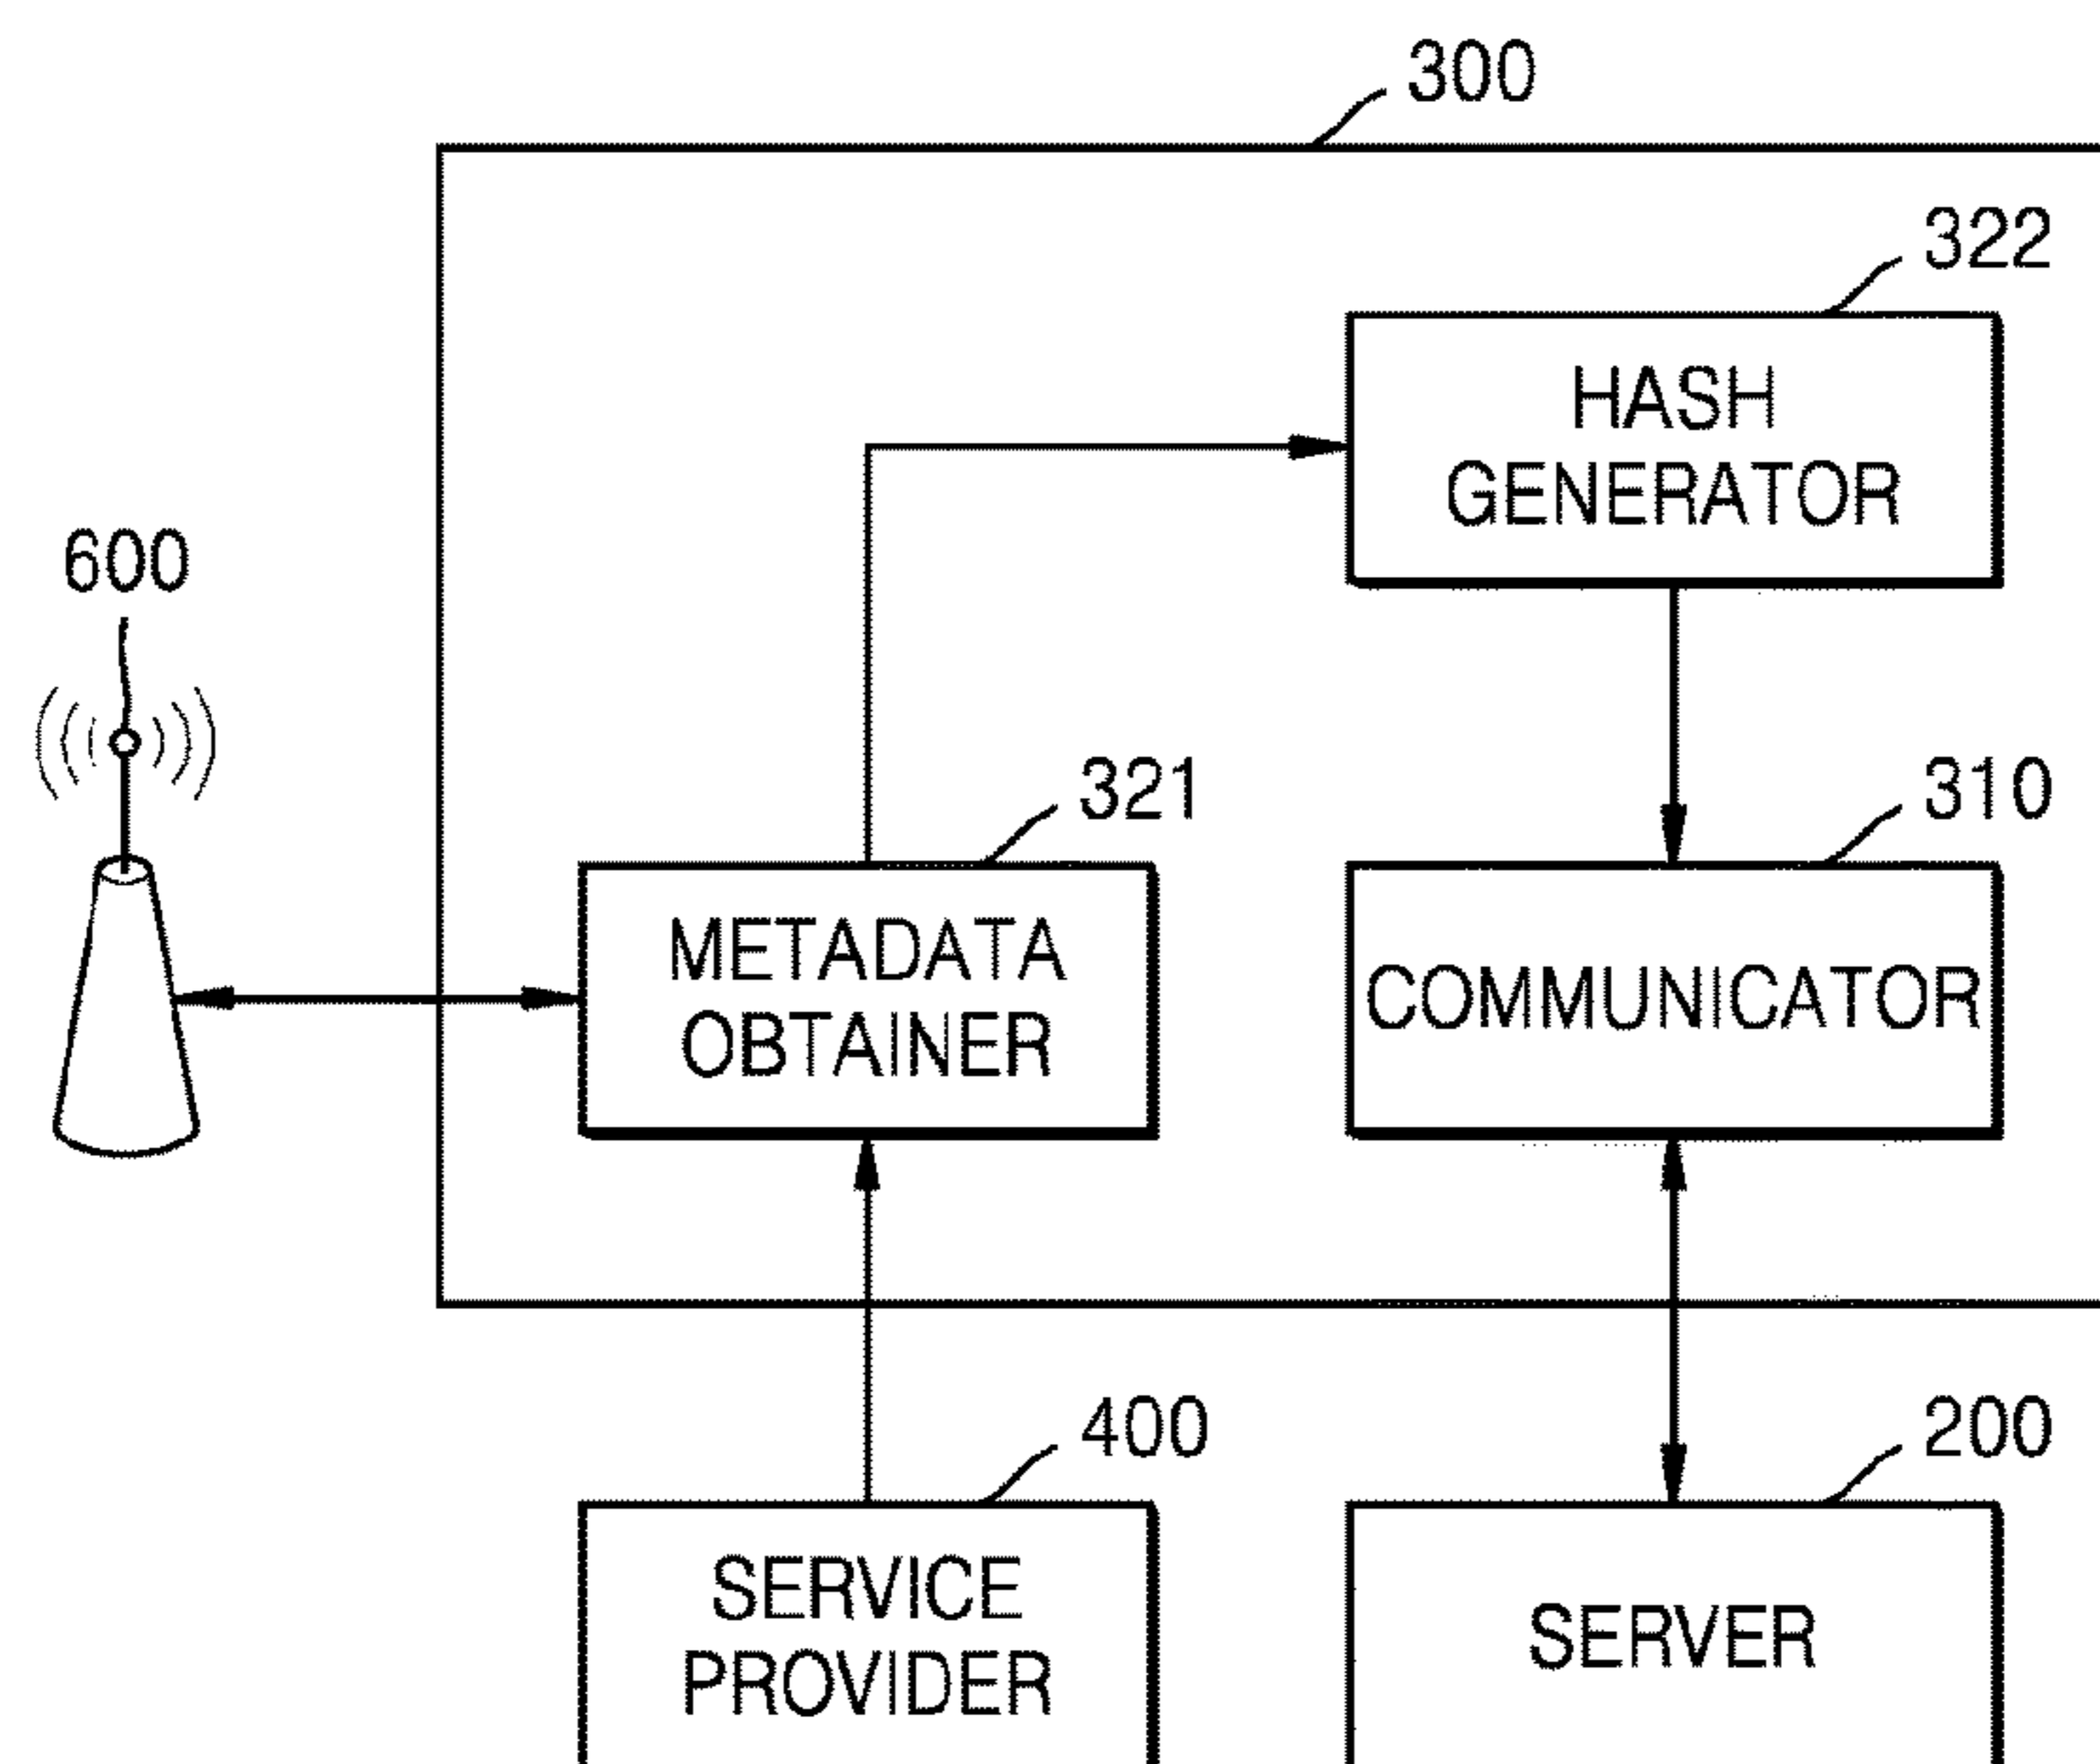 300
322
HASH
GENERATOR
600
321
310
METADATA
OBTAINER
COMMUNICATOR
400
200
SERVICE
PROVIDER
SERVER